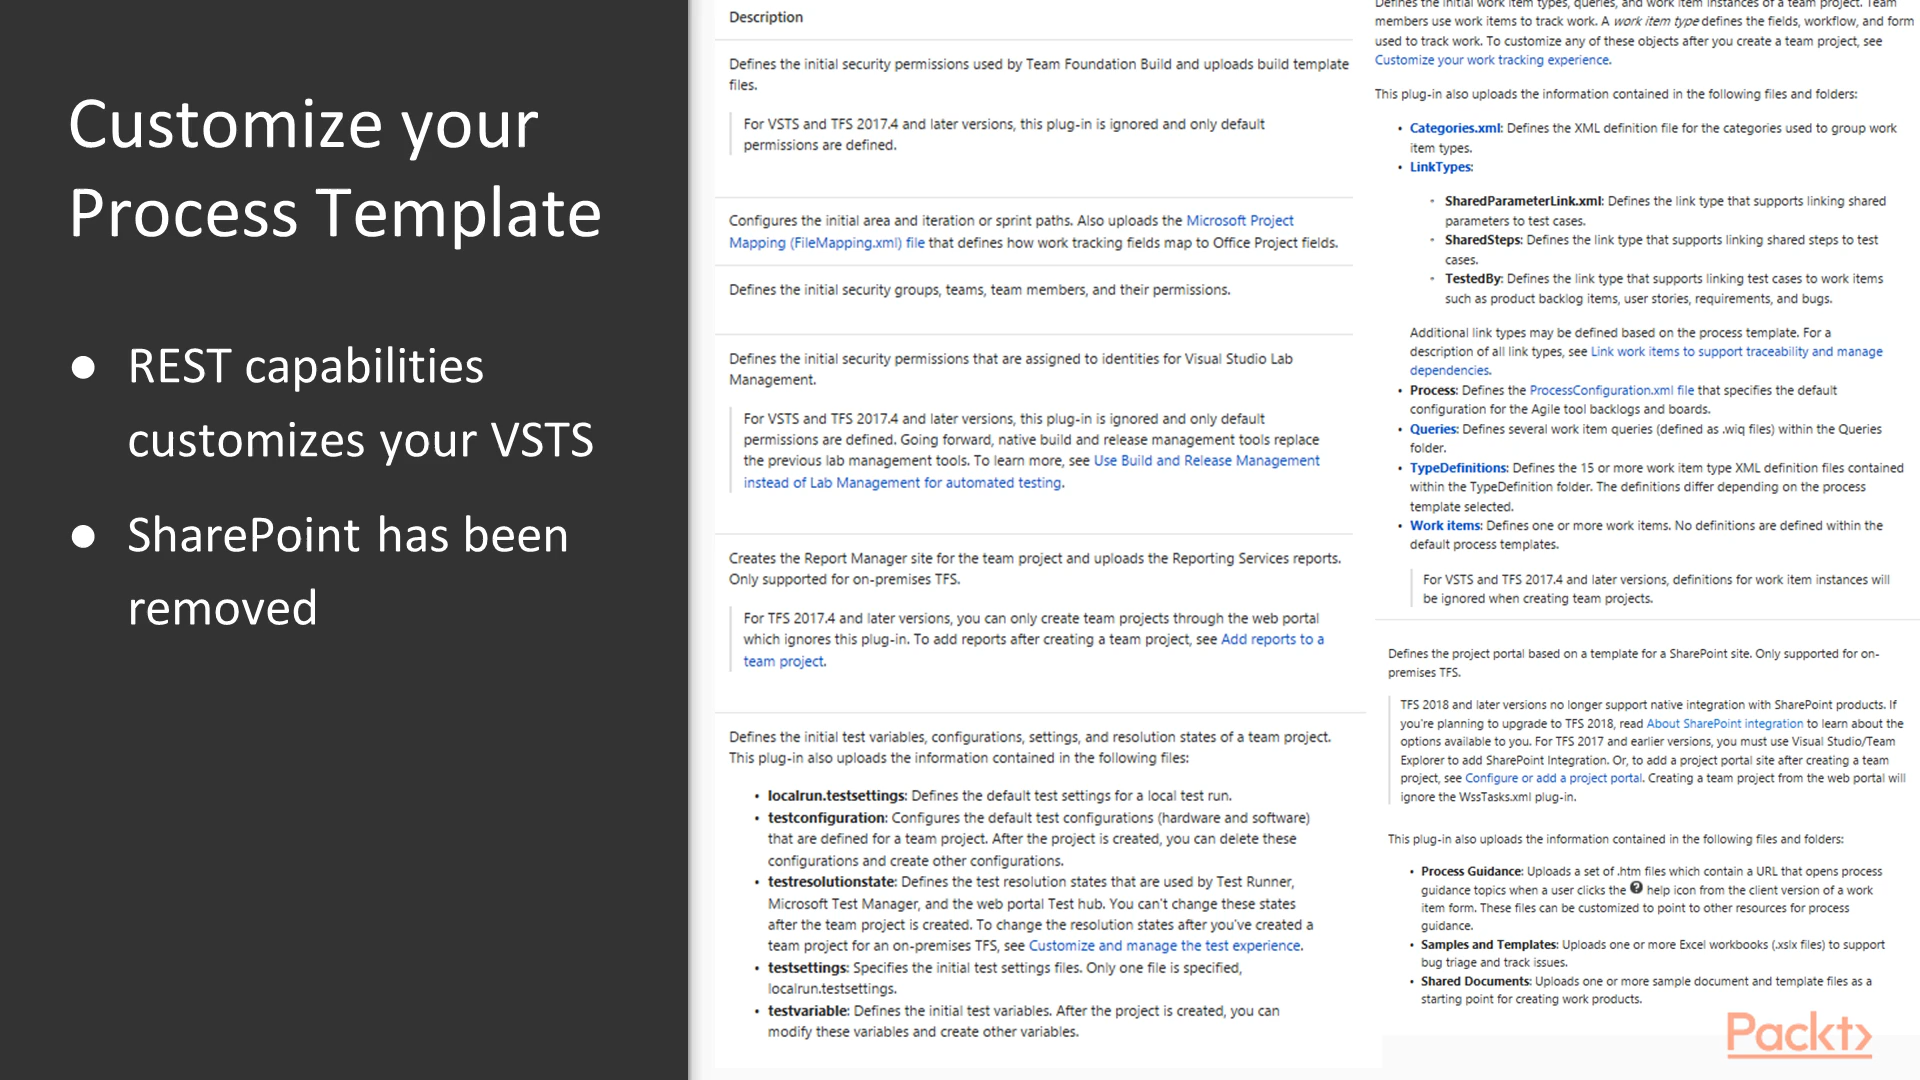 Customize your
Process Template
● REST capabilities
customizes your VSTS
● SharePoint has been
removed
Description
Defines the initial security permissions used by Team Foundation Build and uploads build template
files.
For VSTS and TFS 2017.4 and later versions, this plug-in is ignored and only default
permissions are defined.
Configures the initial area and iteration or sprint paths. Also uploads the Microsoft Project
Mapping (FileMapping.xml) file that defines how work tracking fields map to Office Project fields.
Defines the initial security groups, teams, team members, and their permissions.
Defines the initial security permissions that are assigned to identities for Visual Studio Lab
Management.
For VSTS and TFS 2017.4 and later versions, this plug-in is ignored and only default
permissions are defined. Going forward, native build and release management tools replace
the previous lab management tools. To learn more, see Use Build and Release Management
instead of Lab Management for automated testing.
Creates the Report Manager site for the team project and uploads the Reporting Services reports.
Only supported for on-premises TFS.
For TFS 2017.4 and later versions, you can only create team projects through the web portal
which ignores this plug-in. To add reports after creating a team project, see Add reports to a
team project.
Defines the initial test variables, configurations, settings, and resolution states of a team project.
This plug-in also uploads the information contained in the following files:
• localrun.testsettings: Defines the default test settings for a local test run.
• testconfiguration: Configures the default test configurations (hardware and software)
that are defined for a team project. After the project is created, you can delete these
configurations and create other configurations.
• testresolutionstate: Defines the test resolution states that are used by Test Runner,
Microsoft Test Manager, and the web portal Test hub. You can't change these states
after the team project is created. To change the resolution states after you've created a
team project for an on-premises TFS, see Customize and manage the test experience.
• testsettings: Specifies the initial test settings files. Only one file is specified,
localrun.testsettings.
• testvariable: Defines the initial test variables. After the project is created, you can
modify these variables and create other variables.
Defines the initial work item types, queries, and work item instances of a team project. Team
members use work items to track work. A work item type defines the fields, workflow, and form
used to track work. To customize any of these objects after you create a team project, see
Customize your work tracking experience.
This plug-in also uploads the information contained in the following files and folders:
• Categories.xml: Defines the XML definition file for the categories used to group work
item types.
• LinkTypes:
◦ SharedParameterLink.xml: Defines the link type that supports linking shared
parameters to test cases.
◦ SharedSteps: Defines the link type that supports linking shared steps to test
cases.
◦ TestedBy: Defines the link type that supports linking test cases to work items
such as product backlog items, user stories, requirements, and bugs.
Additional link types may be defined based on the process template. For a
description of all link types, see Link work items to support traceability and manage
dependencies.
• Process: Defines the ProcessConfiguration.xml file that specifies the default
configuration for the Agile tool backlogs and boards.
• Queries: Defines several work item queries (defined as .wiq files) within the Queries
folder.
• TypeDefinitions: Defines the 15 or more work item type XML definition files contained
within the TypeDefinition folder. The definitions differ depending on the process
template selected.
• Work items: Defines one or more work items. No definitions are defined within the
default process templates.
For VSTS and TFS 2017.4 and later versions, definitions for work item instances will
be ignored when creating team projects.
Defines the project portal based on a template for a SharePoint site. Only supported for on-
premises TFS.
TFS 2018 and later versions no longer support native integration with SharePoint products. If
you're planning to upgrade to TFS 2018, read About SharePoint integration to learn about the
options available to you. For TFS 2017 and earlier versions, you must use Visual Studio/Team
Explorer to add SharePoint Integration. Or, to add a project portal site after creating a team
project, see Configure or add a project portal. Creating a team project from the web portal will
ignore the WssTasks.xml plug-in.
This plug-in also uploads the information contained in the following files and folders:
• Process Guidance: Uploads a set of .htm files which contain a URL that opens process
guidance topics when a user clicks the ? help icon from the client version of a work
item form. These files can be customized to point to other resources for process
guidance.
• Samples and Templates: Uploads one or more Excel workbooks (.xslx files) to support
bug triage and track issues.
• Shared Documents: Uploads one or more sample document and template files as a
starting point for creating work products.
Packt>